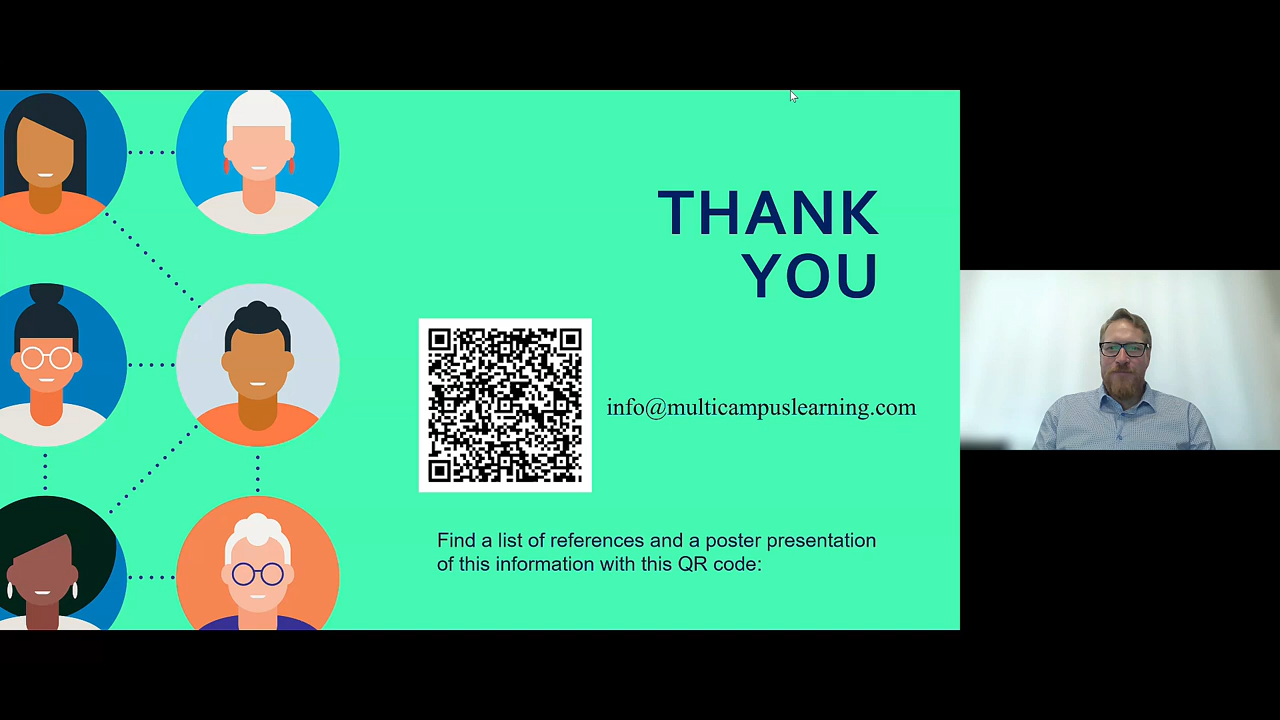 THANK
YOU
info@multicampuslearning.com
Find a list of references and a poster presentation
of this information with this QR code: